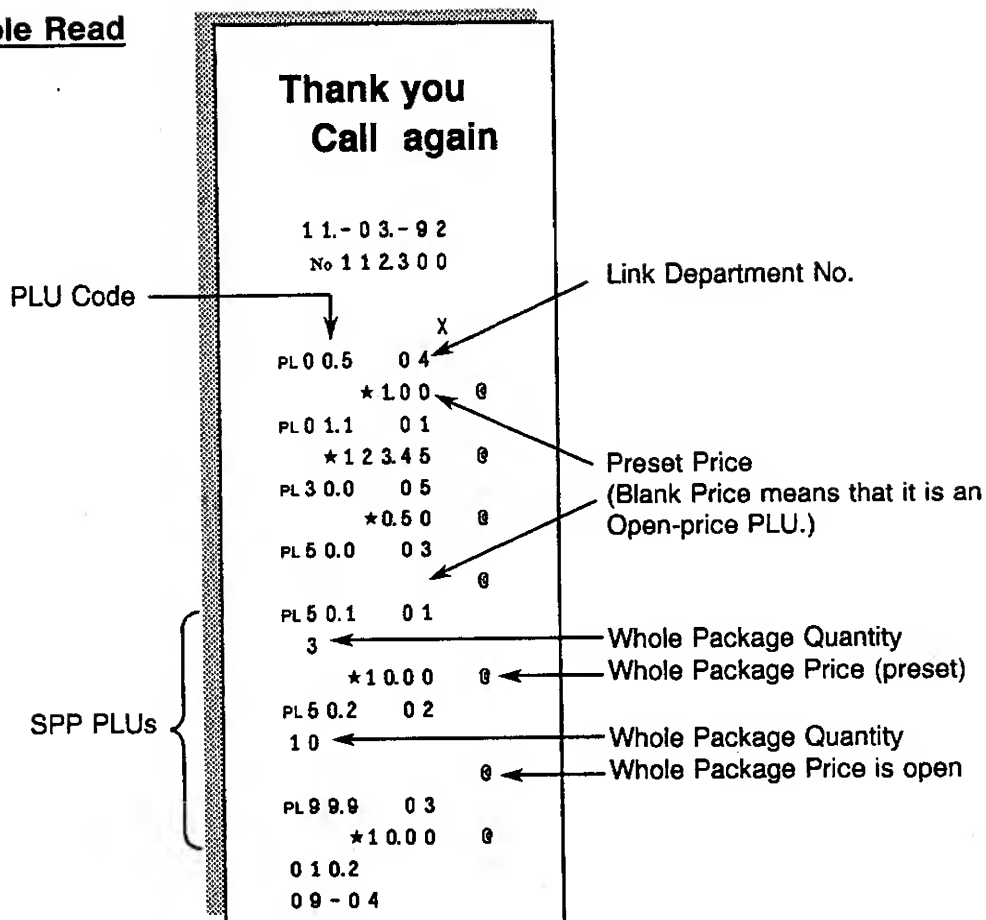 ole Read
Thank you
Call again
11.-03.-92
No 112300
PLU Code
Link Department No.
X
PL00.5 04
★1.00 @
PL01.1 01
★123.45 @
Preset Price
(Blank Price means that it is an
Open-price PLU.)
PL30.0 05
★0.50 @
PL50.0 03
@
PL50.1 01
3
Whole Package Quantity
★10.00 @
Whole Package Price (preset)
SPP PLUs
PL50.2 02
10
Whole Package Quantity
@
Whole Package Price is open
PL99.9 03
★10.00 @
010.2
09-04